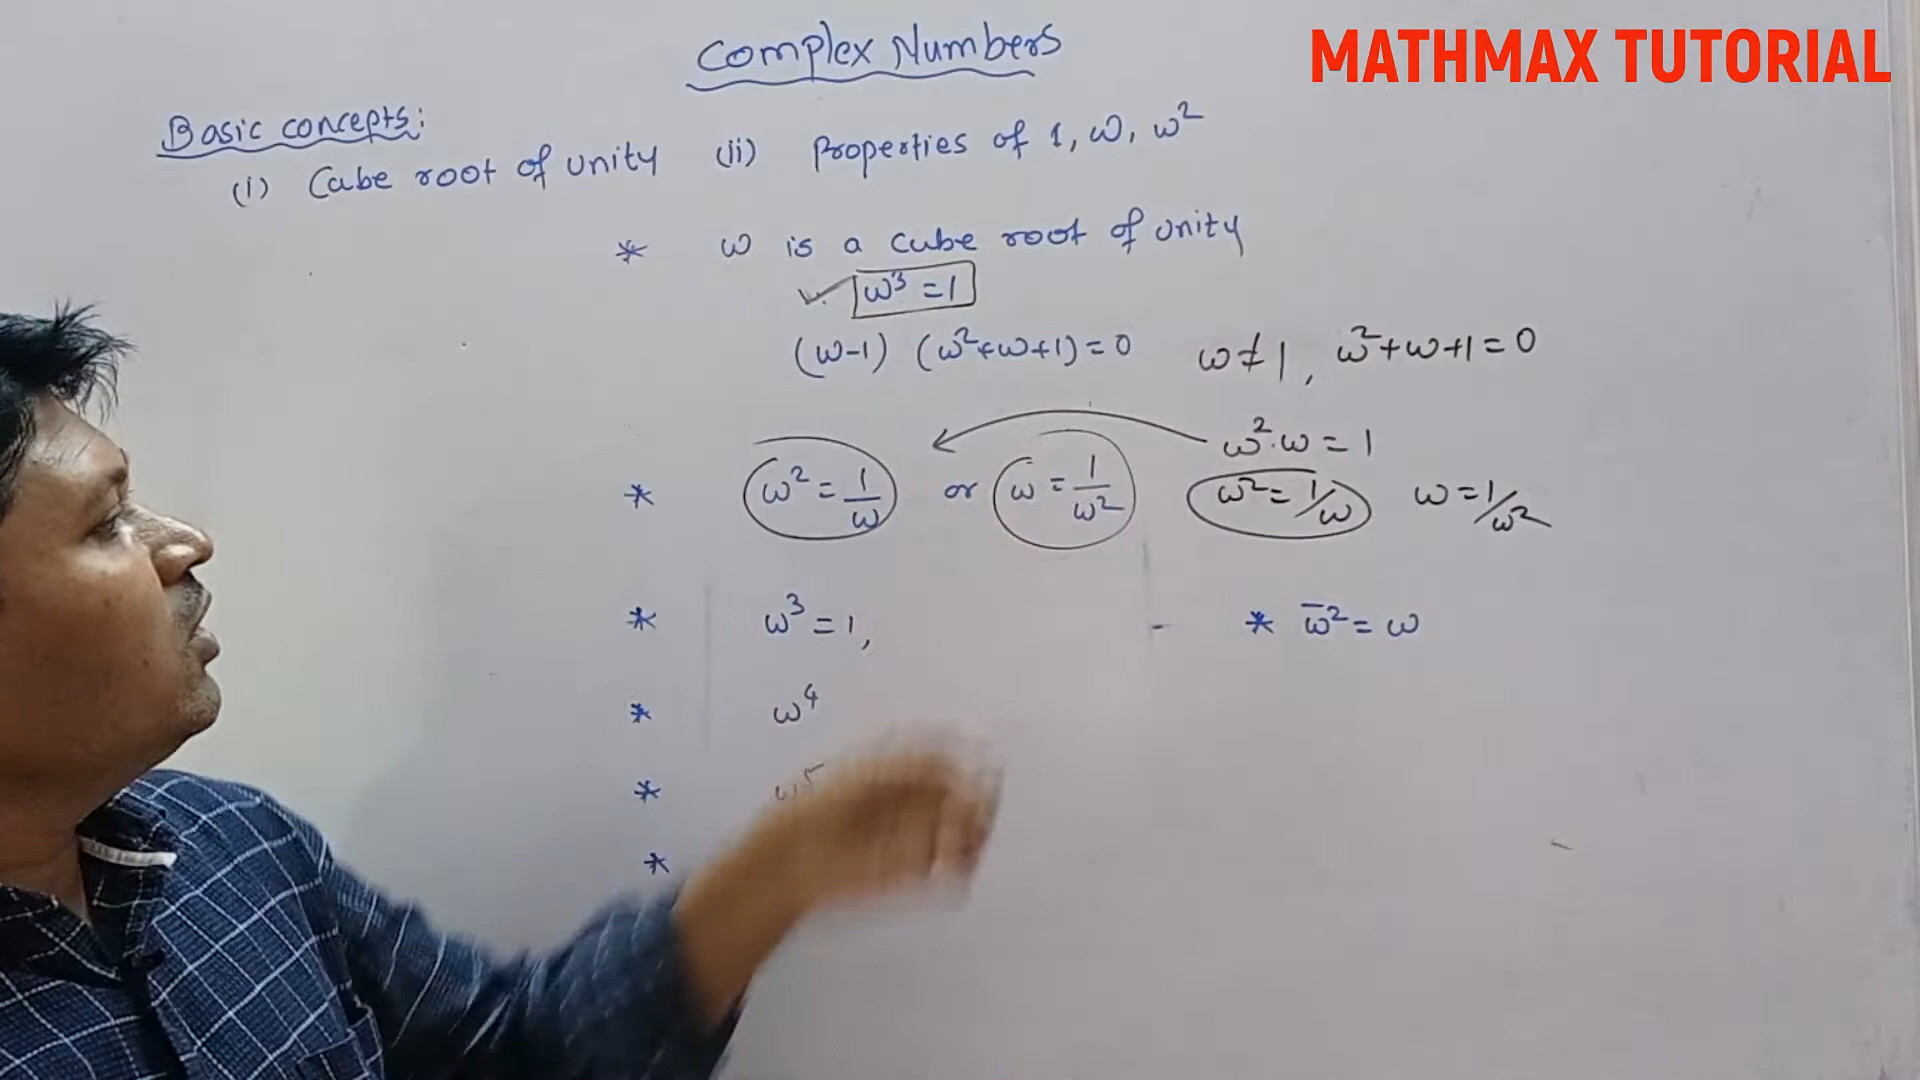 MATHMAX TUTORIAL
Complex Numbers
Basic concepts:
(i) Cube root of unity (ii) Properties of 1, ω, ω²
* ω is a cube root of unity
✓ ω³ = 1
(ω-1) (ω²+ω+1) = 0 ω ≠ 1, ω²+ω+1 = 0
ω².ω = 1
* ω² = 1/ω or ω = 1/ω² ω² = 1/ω ω = 1/ω²
* ω³ = 1, * ω̅² = ω
* ω⁴
* ω⁵
*